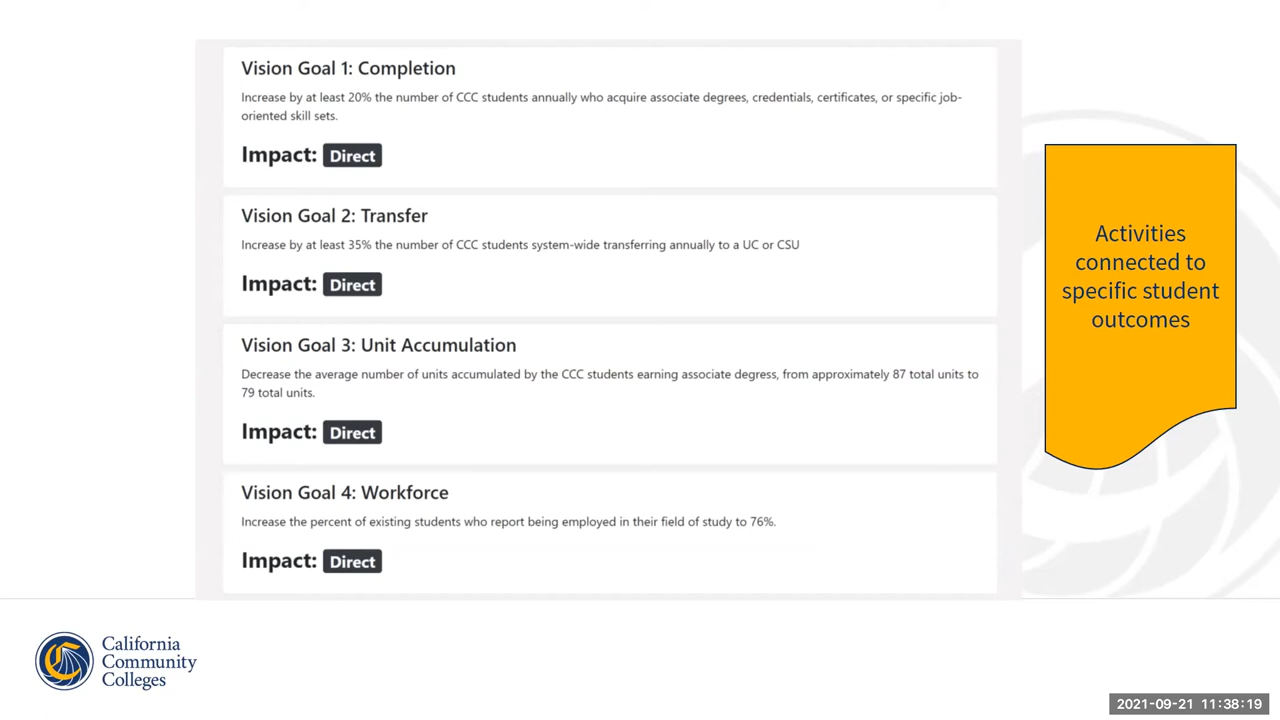 Vision Goal 1: Completion
Increase by at least 20% the number of CCC students annually who acquire associate degrees, credentials, certificates, or specific job-
oriented skill sets.
Impact: Direct
Vision Goal 2: Transfer
Increase by at least 35% the number of CCC students system-wide transferring annually to a UC or CSU
Impact: Direct
Vision Goal 3: Unit Accumulation
Decrease the average number of units accumulated by the CCC students earning associate degress, from approximately 87 total units to
79 total units.
Impact: Direct
Vision Goal 4: Workforce
Increase the percent of existing students who report being employed in their field of study to 76%.
Impact: Direct
Activities
connected to
specific student
outcomes
California
Community
Colleges
2021-09-21 11:38:19